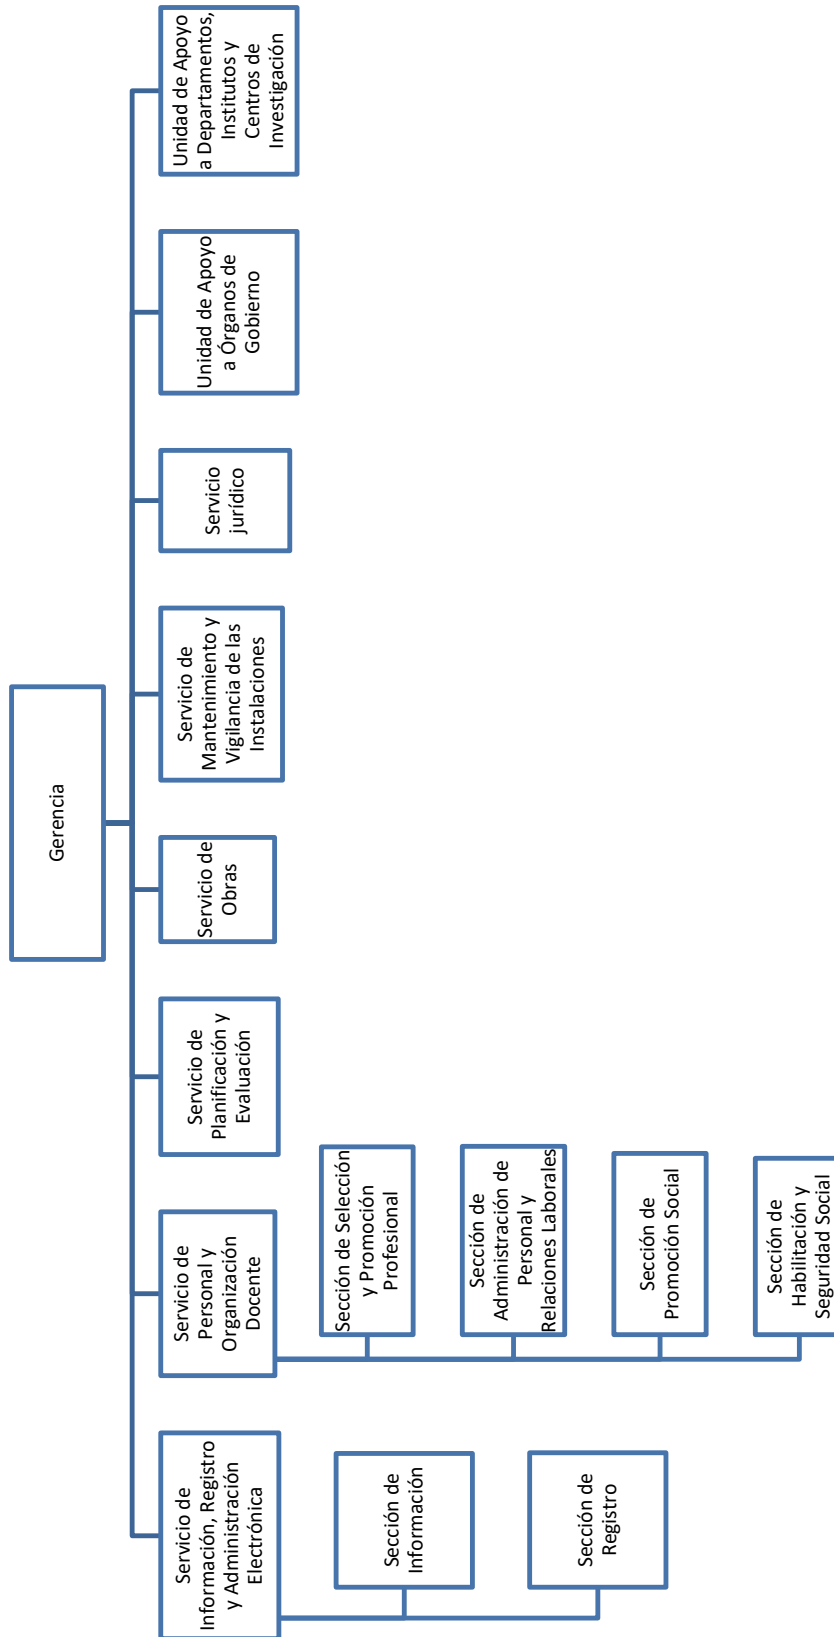 Gerencia
Servicio de
Información, Registro
y Administración
Electrónica
Servicio de
Personal y
Organización
Docente
Servicio de
Planificación y
Evaluación
Servicio de
Obras
Servicio de
Mantenimiento y
Vigilancia de las
Instalaciones
Servicio
jurídico
Unidad de Apoyo
a Órganos de
Gobierno
Unidad de Apoyo
a Departamentos,
Institutos y
Centros de
Investigación
Sección de
Información
Sección de
Registro
Sección de Selección
y Promoción
Profesional
Sección de
Administración de
Personal y
Relaciones Laborales
Sección de
Promoción Social
Sección de
Habilitación y
Seguridad Social